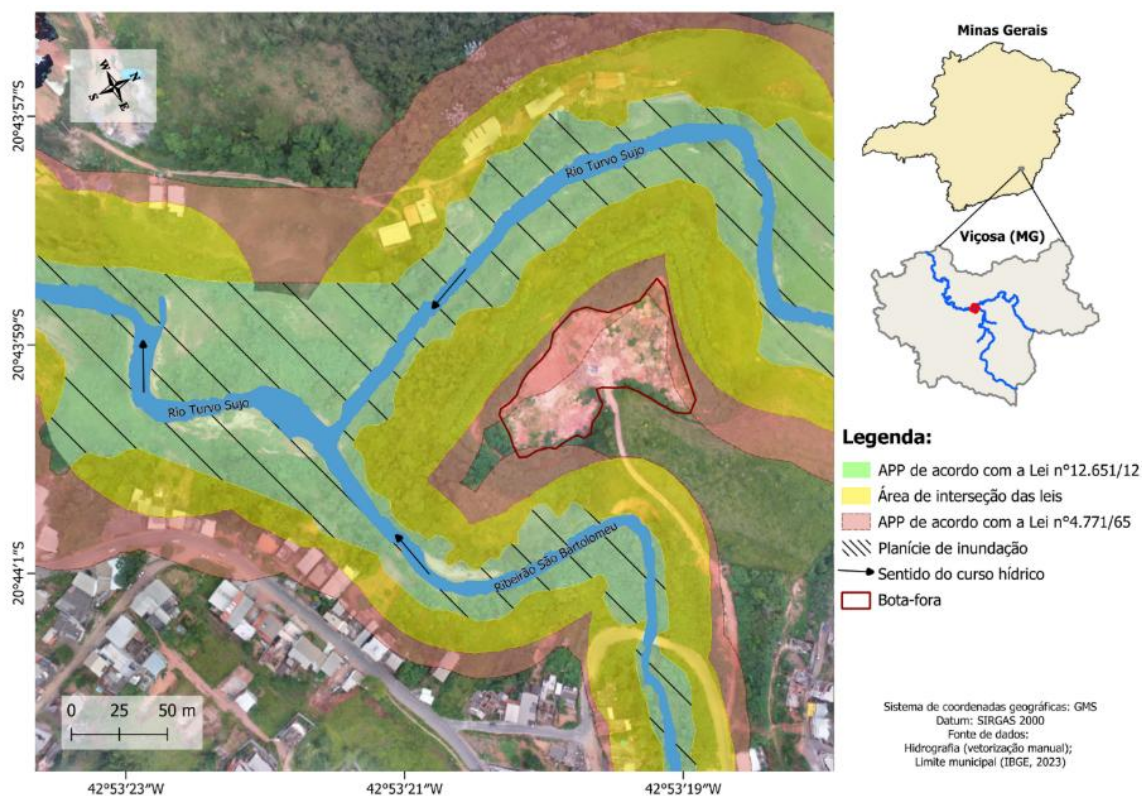 Minas Gerais
Viçosa (MG)
W
N
S
E
20°43'57"S
20°43'59"S
20°44'1"S
Rio Turvo Sujo
Rio Turvo Sujo
Ribeirão São Bartolomeu
0 25 50 m
42°53'23"W 42°53'21"W 42°53'19"W
Legenda:
APP de acordo com a Lei n°12.651/12
Área de interseção das leis
APP de acordo com a Lei n°4.771/65
Planície de inundação
Sentido do curso hídrico
Bota-fora
Sistema de coordenadas geográficas: GMS
Datum: SIRGAS 2000
Fonte de dados:
Hidrografia (vetorização manual);
Limite municipal (IBGE, 2023)